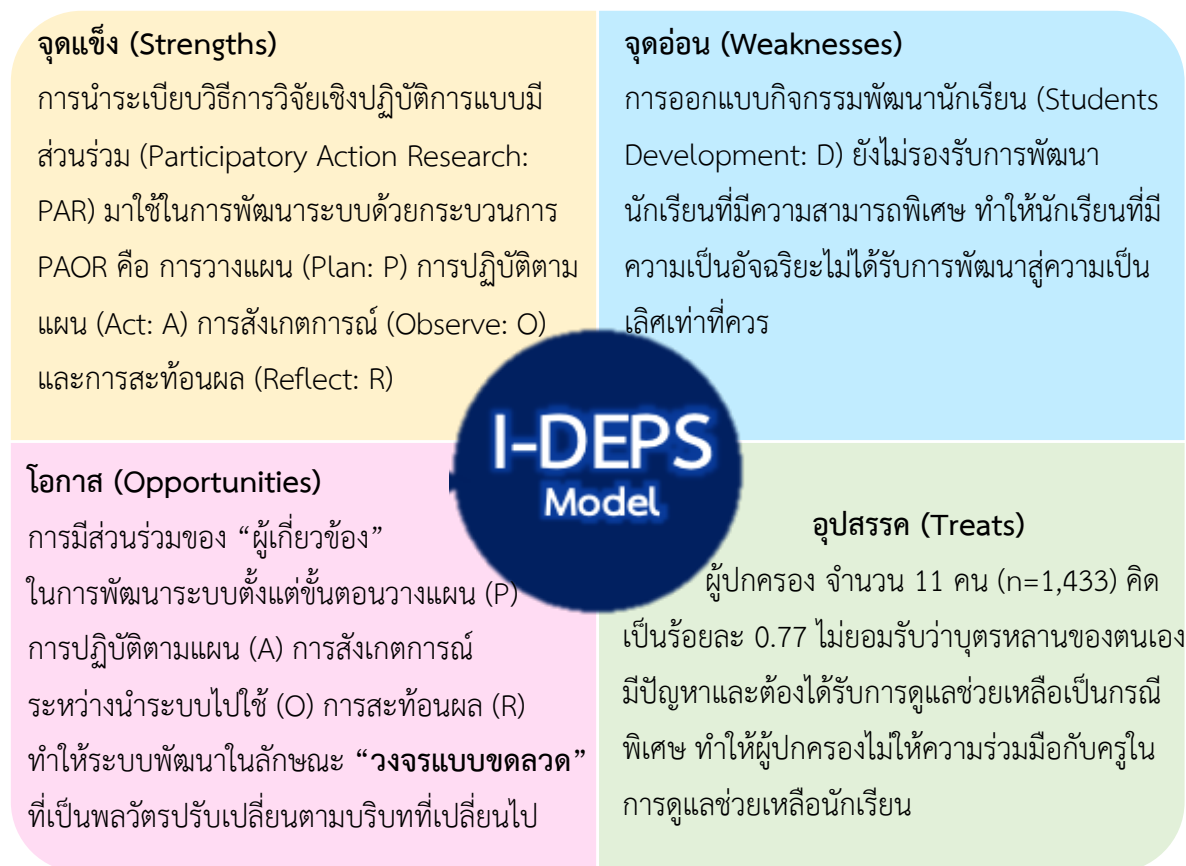 จุดแข็ง (Strengths)
การนำระเบียบวิธีการวิจัยเชิงปฏิบัติการแบบมี
ส่วนร่วม (Participatory Action Research:
PAR) มาใช้ในการพัฒนาระบบด้วยกระบวนการ
PAOR คือ การวางแผน (Plan: P) การปฏิบัติตาม
แผน (Act: A) การสังเกตการณ์ (Observe: O)
และการสะท้อนผล (Reflect: R)
จุดอ่อน (Weaknesses)
การออกแบบกิจกรรมพัฒนานักเรียน (Students
Development: D) ยังไม่รองรับการพัฒนา
นักเรียนที่มีความสามารถพิเศษ ทำให้นักเรียนที่มี
ความเป็นอัจฉริยะไม่ได้รับการพัฒนาสู่ความเป็น
เลิศเท่าที่ควร
I-DEPS
Model
โอกาส (Opportunities)
การมีส่วนร่วมของ “ผู้เกี่ยวข้อง”
ในการพัฒนาระบบตั้งแต่ขั้นตอนวางแผน (P)
การปฏิบัติตามแผน (A) การสังเกตการณ์
ระหว่างนำระบบไปใช้ (O) การสะท้อนผล (R)
ทำให้ระบบพัฒนาในลักษณะ “วงจรแบบขดลวด”
ที่เป็นพลวัตรปรับเปลี่ยนตามบริบทที่เปลี่ยนไป
อุปสรรค (Treats)
ผู้ปกครอง จำนวน 11 คน (n=1,433) คิด
เป็นร้อยละ 0.77 ไม่ยอมรับว่าบุตรหลานของตนเอง
มีปัญหาและต้องได้รับการดูแลช่วยเหลือเป็นกรณี
พิเศษ ทำให้ผู้ปกครองไม่ให้ความร่วมมือกับครูใน
การดูแลช่วยเหลือนักเรียน